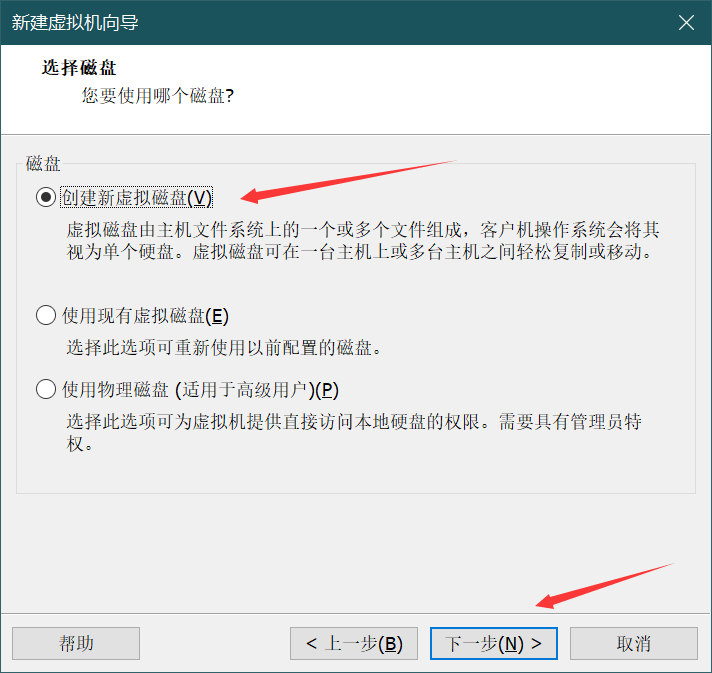 新建虚拟机向导
选择磁盘
您要使用哪个磁盘?
磁盘
创建新虚拟磁盘(V)
虚拟磁盘由主机文件系统上的一个或多个文件组成，客户机操作系统会将其
视为单个硬盘。虚拟磁盘可在一台主机上或多台主机之间轻松复制或移动。
使用现有虚拟磁盘(E)
选择此选项可重新使用以前配置的磁盘。
使用物理磁盘 (适用于高级用户)(P)
选择此选项可为虚拟机提供直接访问本地硬盘的权限。需要具有管理员特
权。
帮助
< 上一步(B)
下一步(N) >
取消